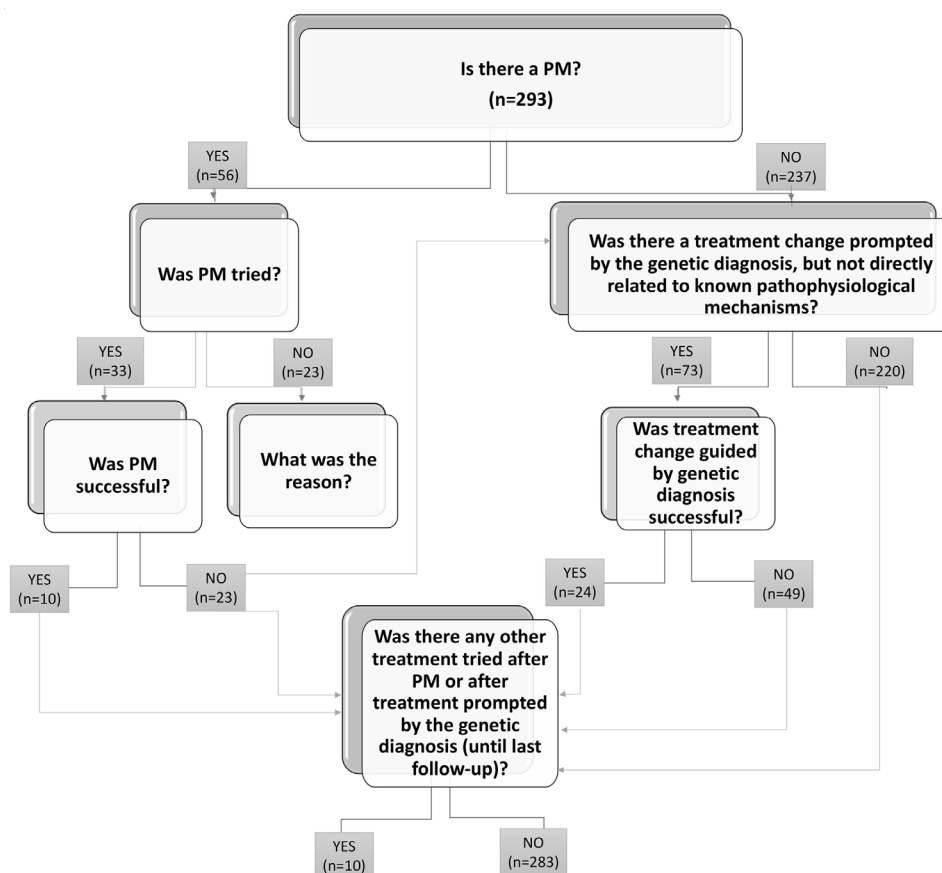 Is there a PM?
(n=293)
YES
(n=56)
NO
(n=237)
Was PM tried?
Was there a treatment change prompted
by the genetic diagnosis, but not directly
related to known pathophysiological
mechanisms?
YES
(n=33)
NO
(n=23)
YES
(n=73)
NO
(n=220)
Was PM
successful?
What was the
reason?
Was treatment
change guided
by genetic
diagnosis
successful?
YES
(n=10)
NO
(n=23)
YES
(n=24)
NO
(n=49)
Was there any other
treatment tried after
PM or after
treatment prompted
by the genetic
diagnosis (until last
follow-up)?
YES
(n=10)
NO
(n=283)